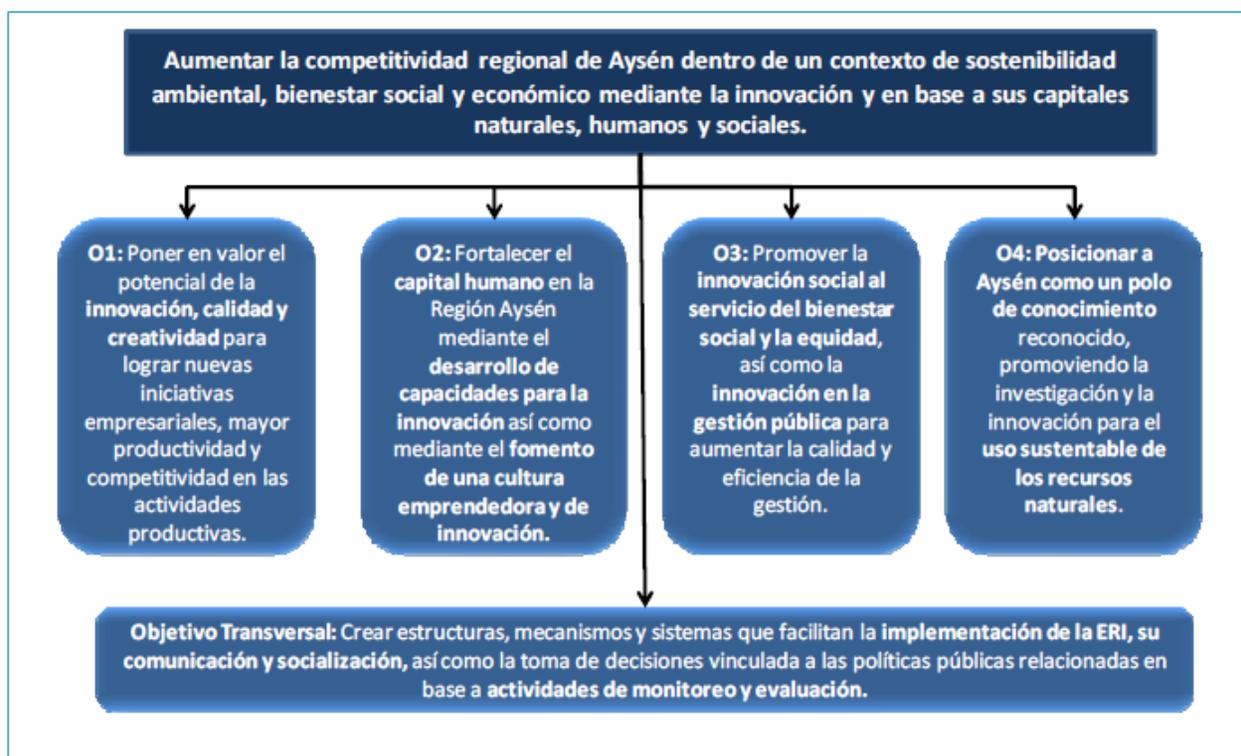 Aumentar la competitividad regional de Aysén dentro de un contexto de sostenibilidad
ambiental, bienestar social y económico mediante la innovación y en base a sus capitales
naturales, humanos y sociales.
O1: Poner en valor el
potencial de la
innovación, calidad y
creatividad para
lograr nuevas
iniciativas
empresariales, mayor
productividad y
competitividad en las
actividades
productivas.
O2: Fortalecer el
capital humano en la
Región Aysén
mediante el
desarrollo de
capacidades para la
innovación así como
mediante el fomento
de una cultura
emprendedora y de
innovación.
O3: Promover la
innovación social al
servicio del bienestar
social y la equidad,
así como la
innovación en la
gestión pública para
aumentar la calidad y
eficiencia de la
gestión.
O4: Posicionar a
Aysén como un polo
de conocimiento
reconocido,
promoviendo la
investigación y la
innovación para el
uso sustentable de
los recursos
naturales.
Objetivo Transversal: Crear estructuras, mecanismos y sistemas que facilitan la implementación de la ERI, su
comunicación y socialización, así como la toma de decisiones vinculada a las políticas públicas relacionadas en
base a actividades de monitoreo y evaluación.